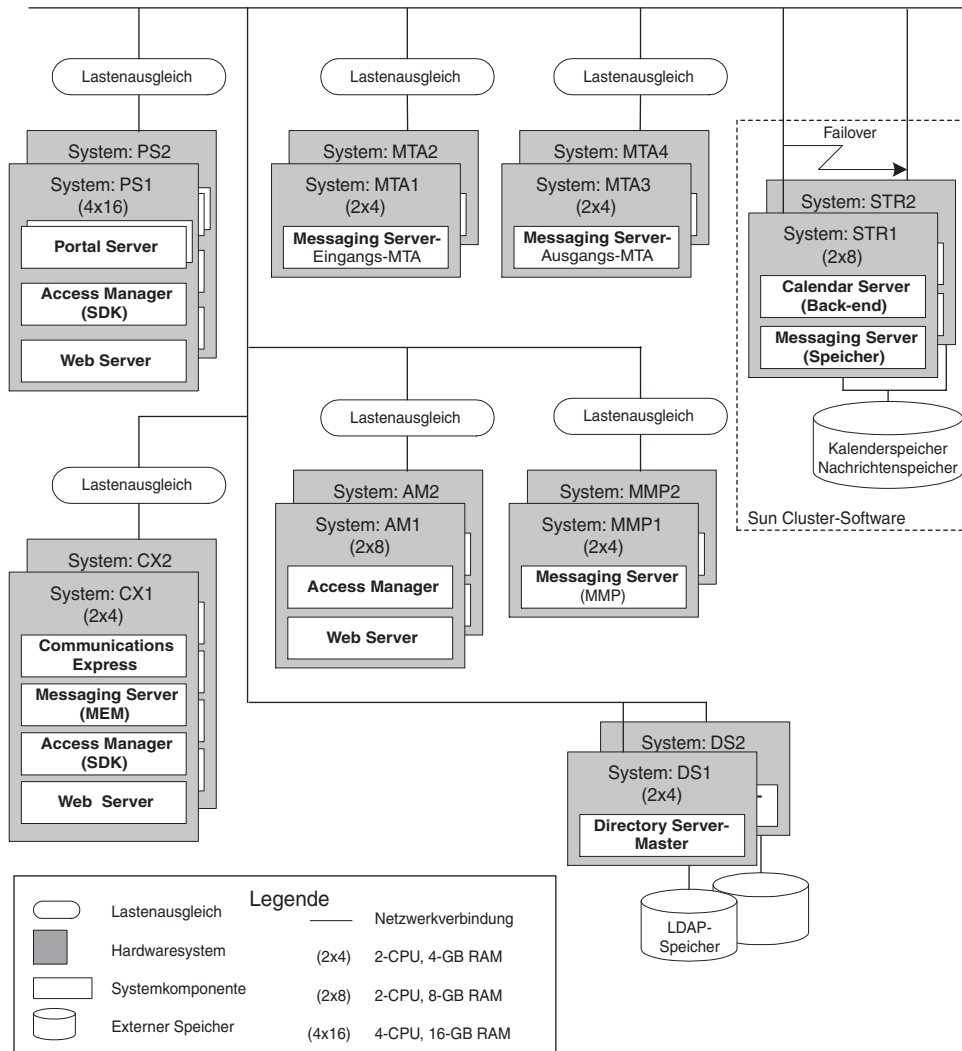 Lastenausgleich
Lastenausgleich
Lastenausgleich
System: PS2
System: PS1
(4x16)
Portal Server
Access Manager
(SDK)
Web Server
System: MTA2
System: MTA1
(2x4)
Messaging Server-
Eingangs-MTA
System: MTA4
System: MTA3
(2x4)
Messaging Server-
Ausgangs-MTA
Failover
System: STR2
System: STR1
(2x8)
Calendar Server
(Back-end)
Messaging Server
(Speicher)
Kalenderspeicher
Nachrichtenspeicher
Sun Cluster-Software
Lastenausgleich
Lastenausgleich
Lastenausgleich
System: CX2
System: CX1
(2x4)
Communications
Express
Messaging Server
(MEM)
Access Manager
(SDK)
Web Server
System: AM2
System: AM1
(2x8)
Access Manager
Web Server
System: MMP2
System: MMP1
(2x4)
Messaging Server
(MMP)
System: DS2
System: DS1
(2x4)
Directory Server-
Master
LDAP-
Speicher
Legende
Lastenausgleich
Hardwaresystem
Systemkomponente
Externer Speicher
Netzwerkverbindung
(2x4) 2-CPU, 4-GB RAM
(2x8) 2-CPU, 8-GB RAM
(4x16) 4-CPU, 16-GB RAM